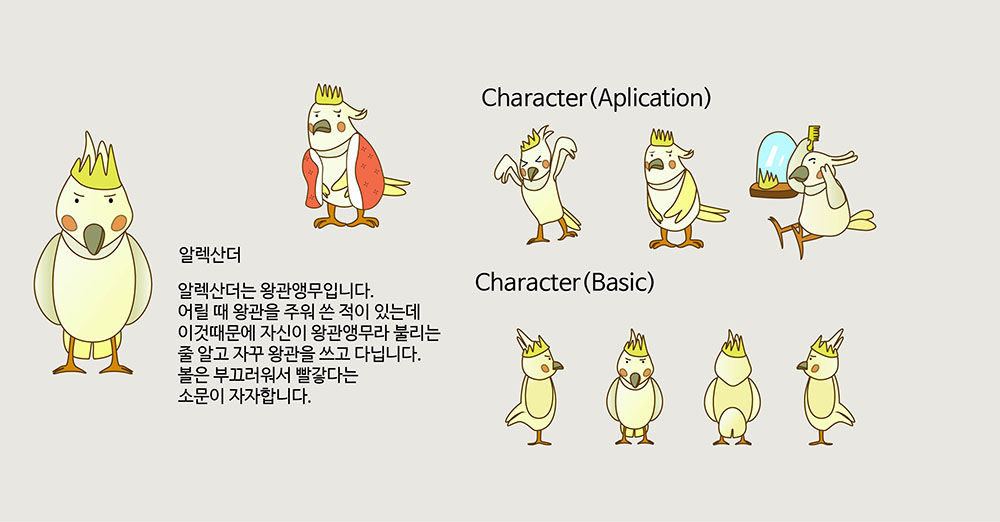 알렉산더
알렉산더는 왕관앵무입니다.
어릴 때 왕관을 주워 쓴 적이 있는데
이것때문에 자신이 왕관앵무라 불리는
줄 알고 자꾸 왕관을 쓰고 다닙니다.
볼은 부끄러워서 빨갛다는
소문이 자자합니다.
Character(Aplication)
Character(Basic)